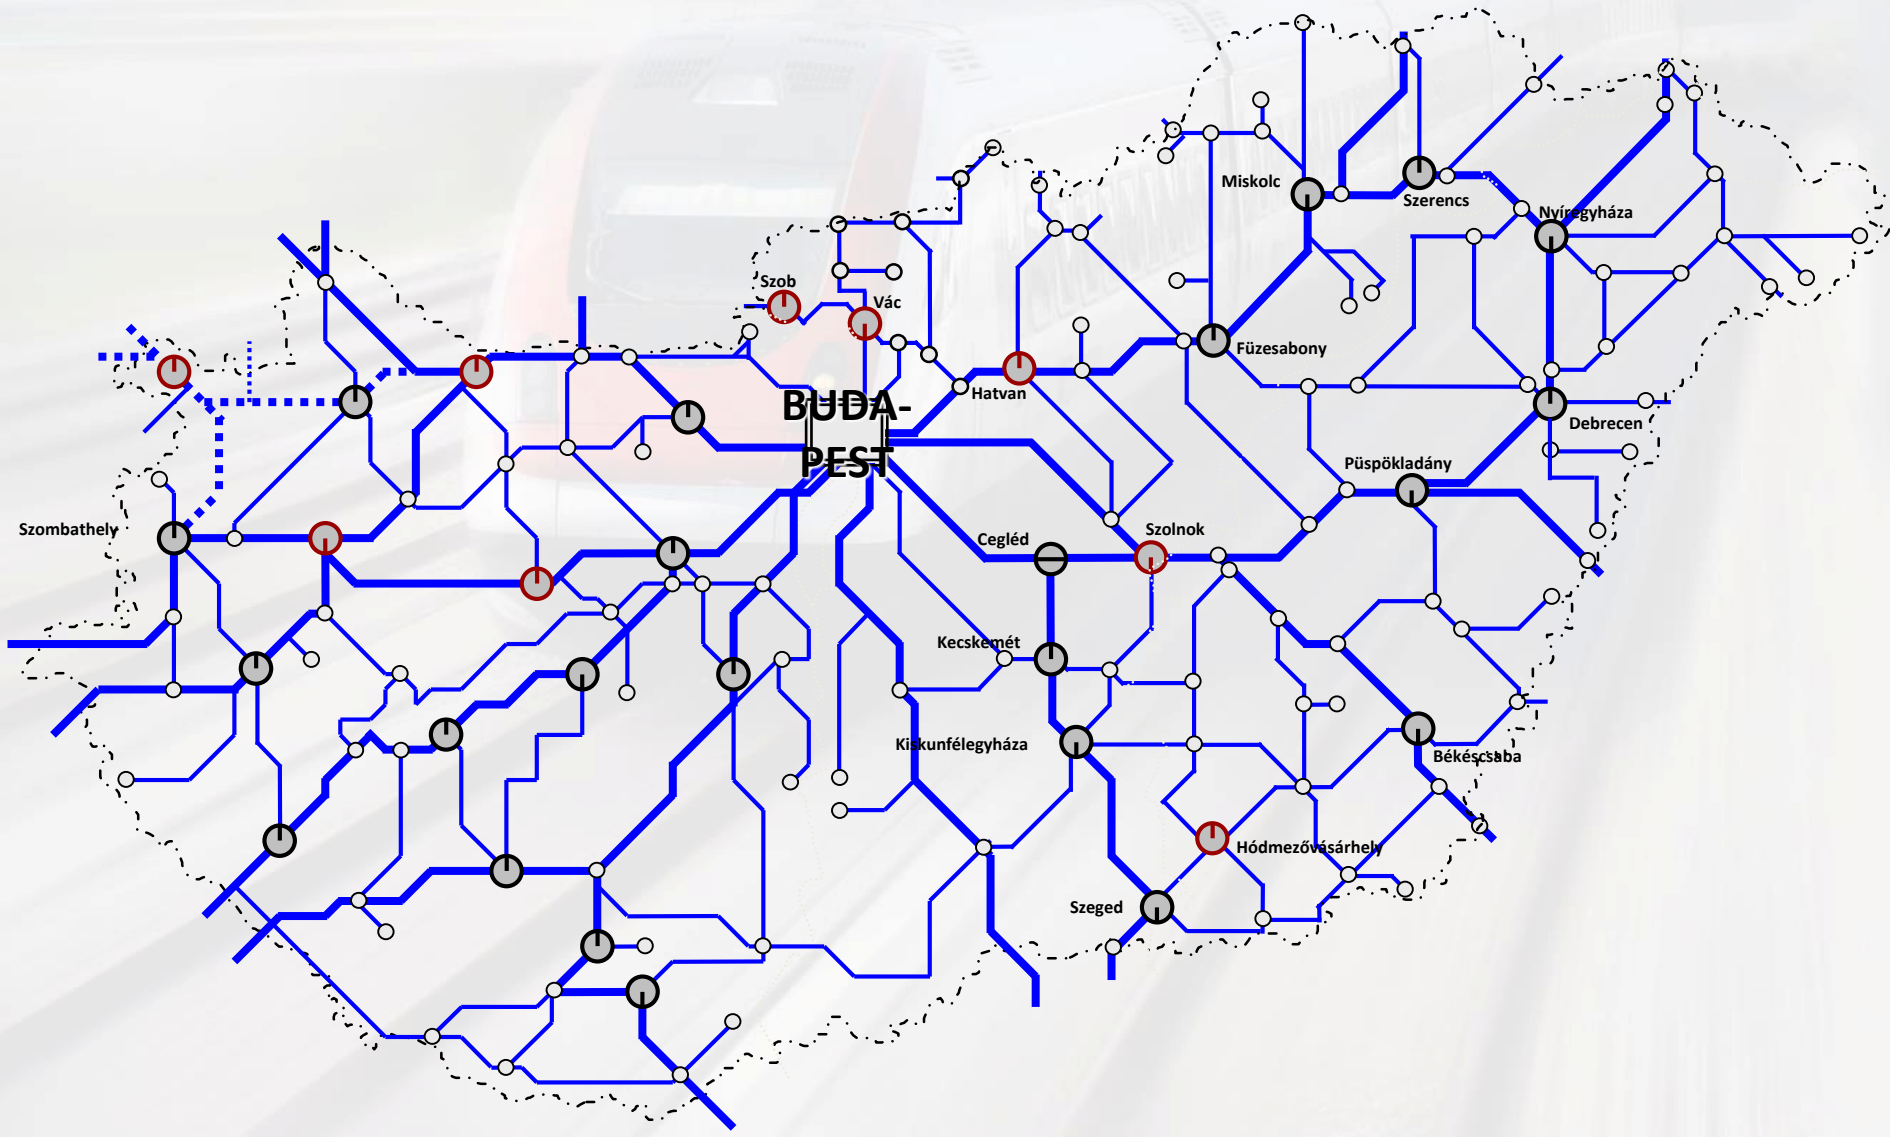 Miskolc
Szerencs
Nyíregyháza
Szob
Vác
Füzesabony
Hatvan
BUDA-
PEST
Debrecen
Püspökladány
Szombathely
Cegléd
Szolnok
Kecskemét
Kiskunfélegyháza
Békéscsaba
Hódmezővásárhely
Szeged